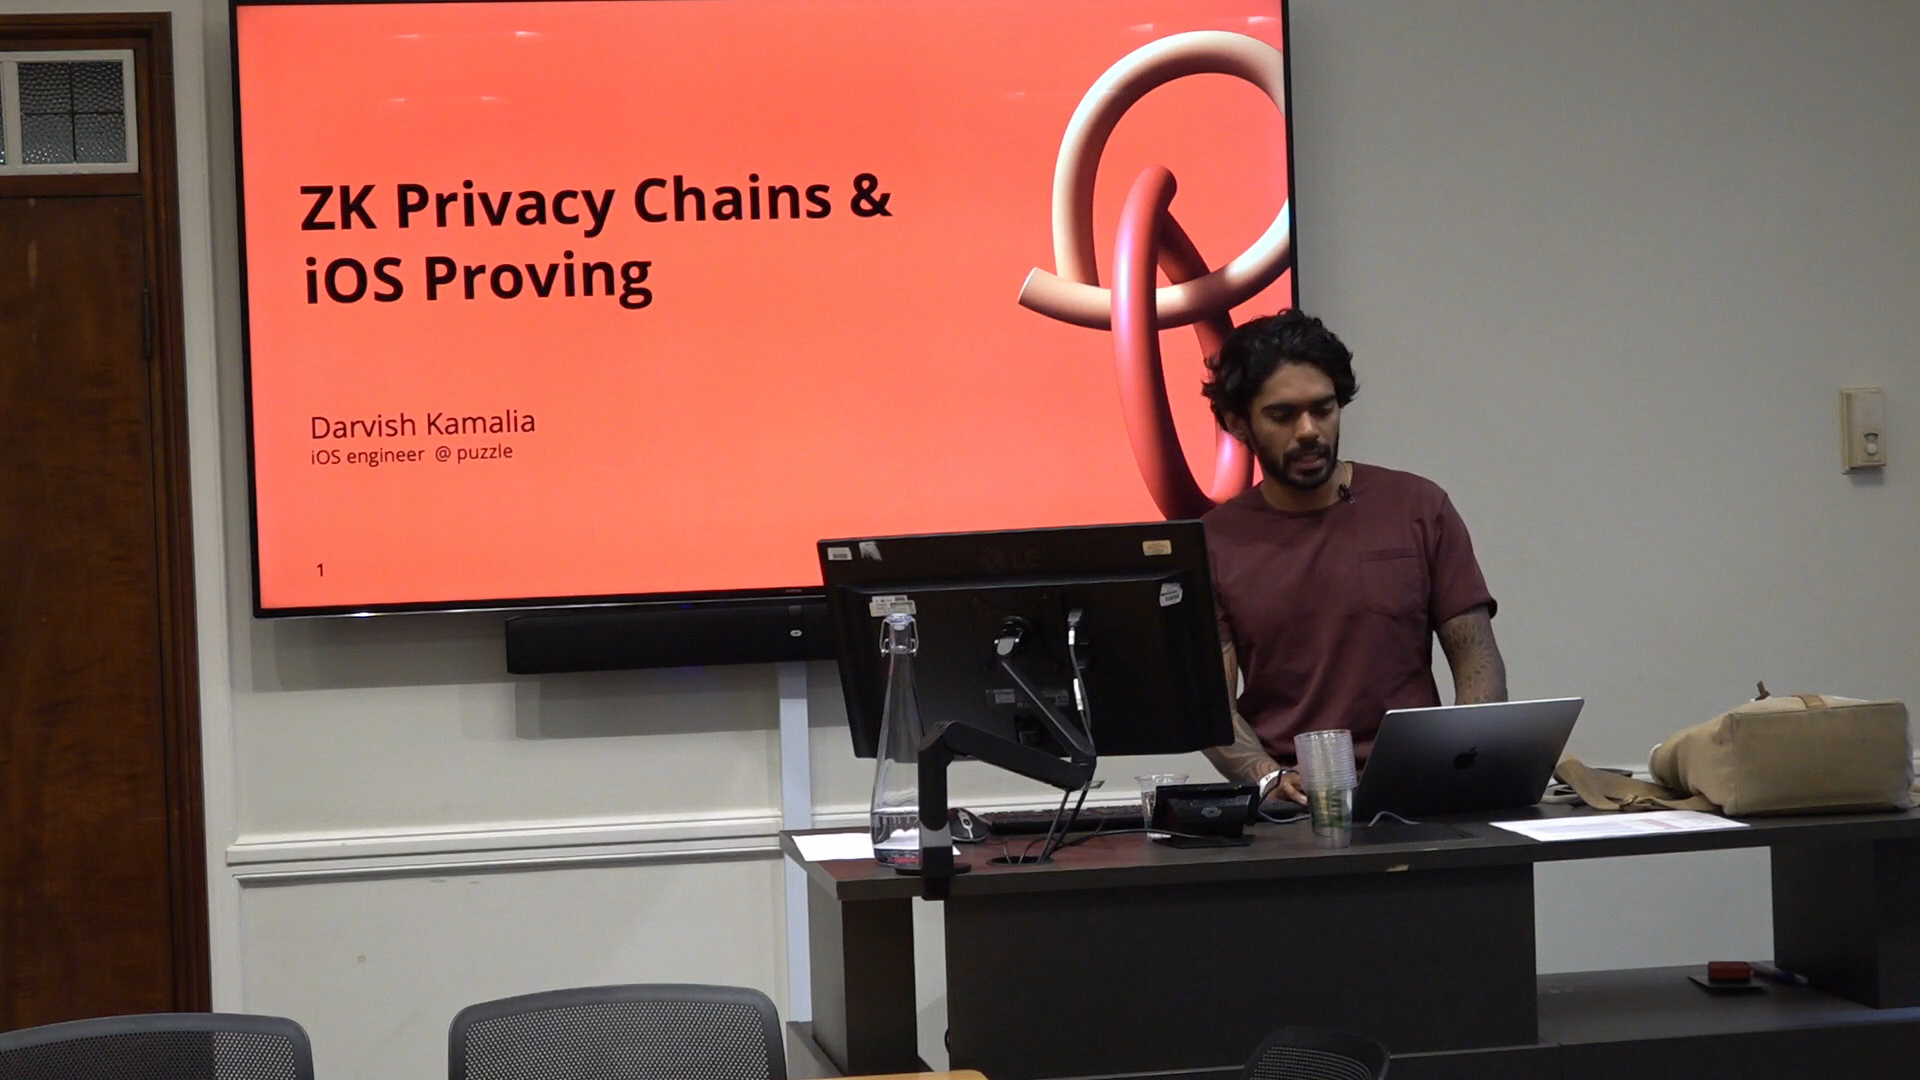 ZK Privacy Chains &
iOS Proving
Darvish Kamalia
iOS engineer @ puzzle
1